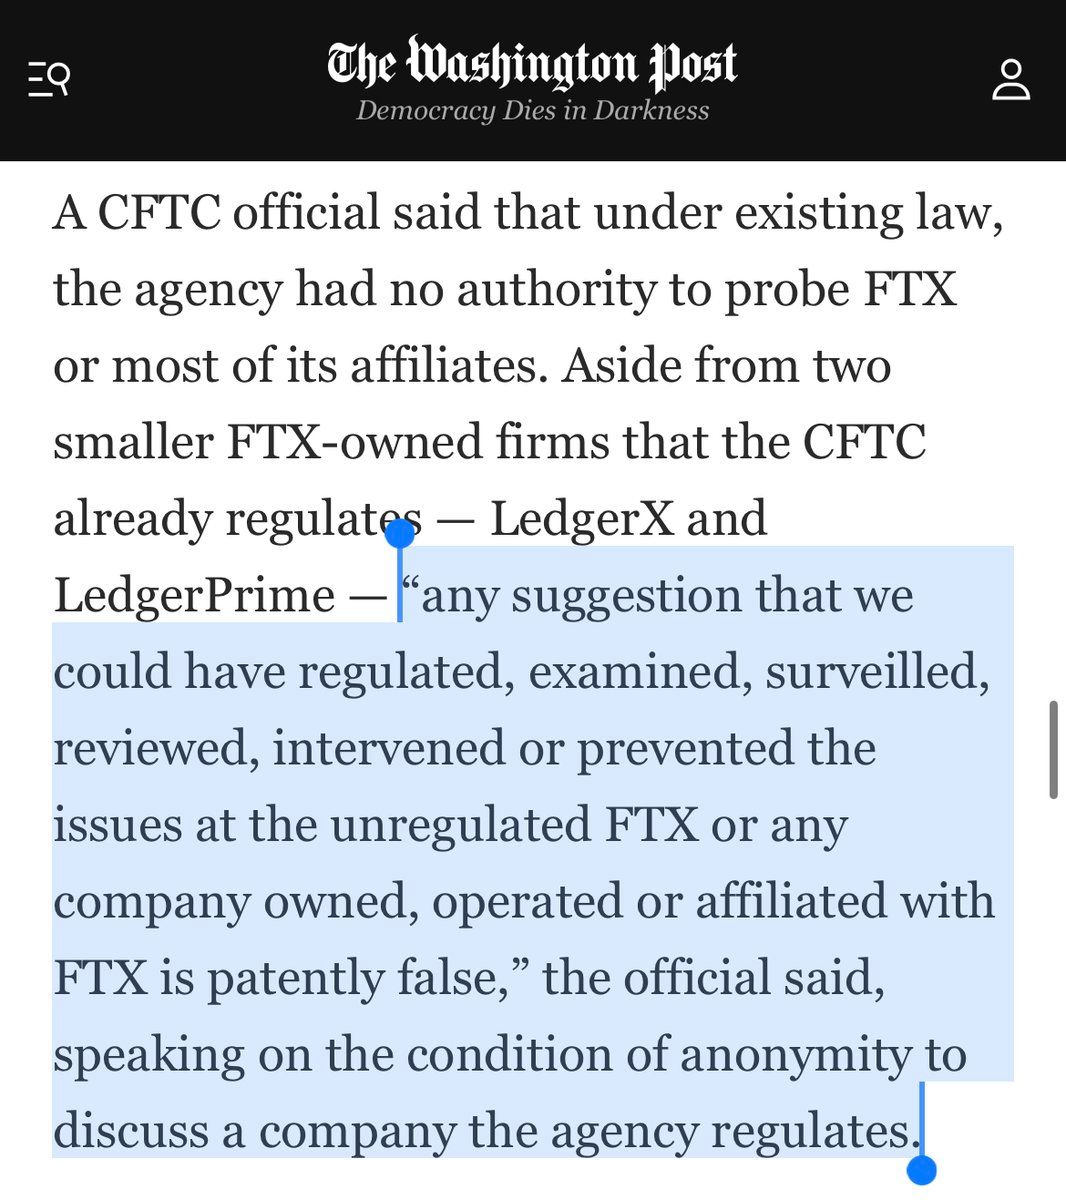 The Washington Post
Democracy Dies in Darkness
A CFTC official said that under existing law,
the agency had no authority to probe FTX
or most of its affiliates. Aside from two
smaller FTX-owned firms that the CFTC
already regulates — LedgerX and
LedgerPrime — “any suggestion that we
could have regulated, examined, surveilled,
reviewed, intervened or prevented the
issues at the unregulated FTX or any
company owned, operated or affiliated with
FTX is patently false,” the official said,
speaking on the condition of anonymity to
discuss a company the agency regulates.